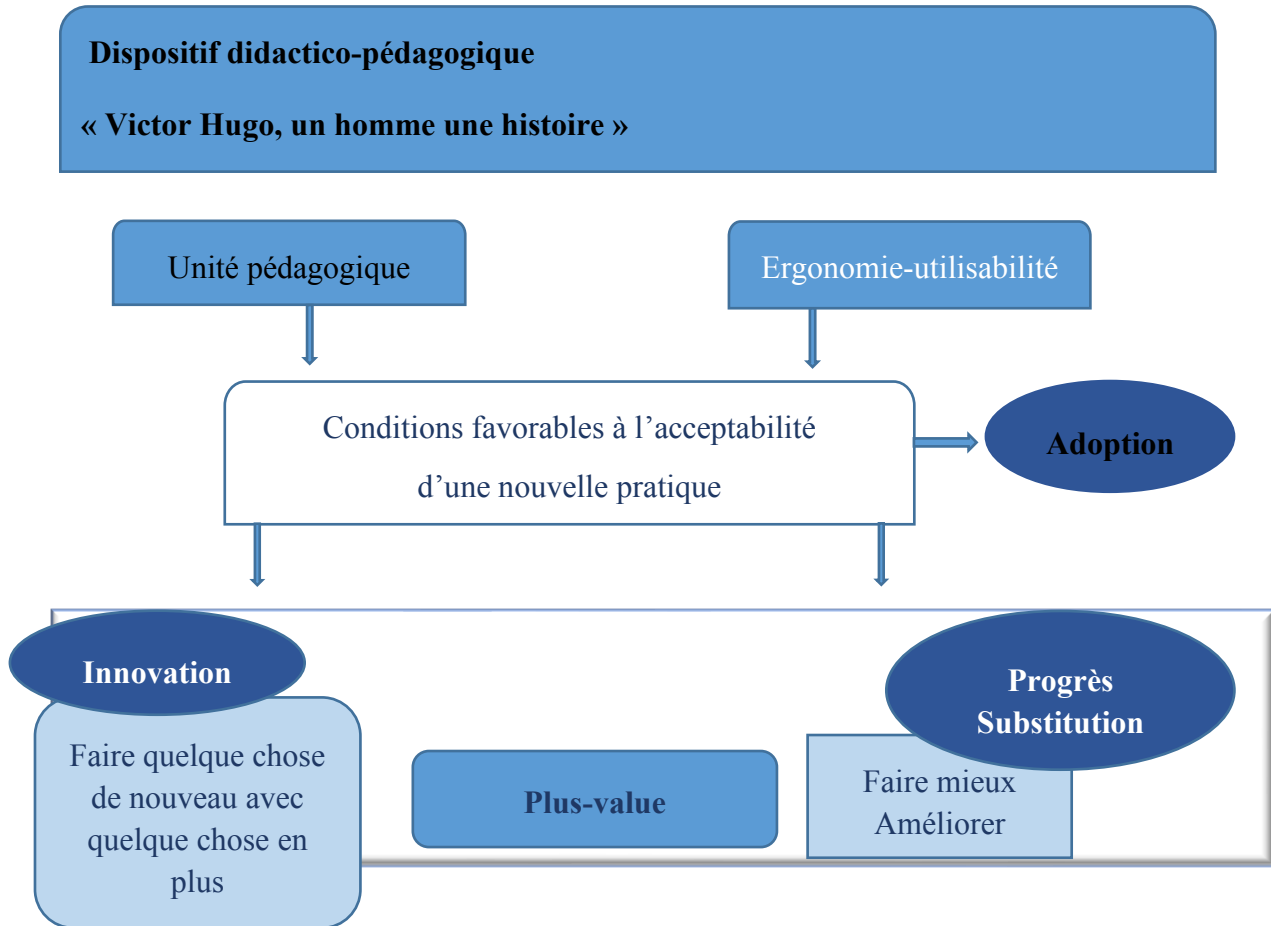 Dispositif didactico-pédagogique
« Victor Hugo, un homme une histoire »
Unité pédagogique
Ergonomie-utilisabilité
Conditions favorables à l’acceptabilité
d’une nouvelle pratique
Adoption
Innovation
Faire quelque chose
de nouveau avec
quelque chose en
plus
Plus-value
Progrès
Substitution
Faire mieux
Améliorer